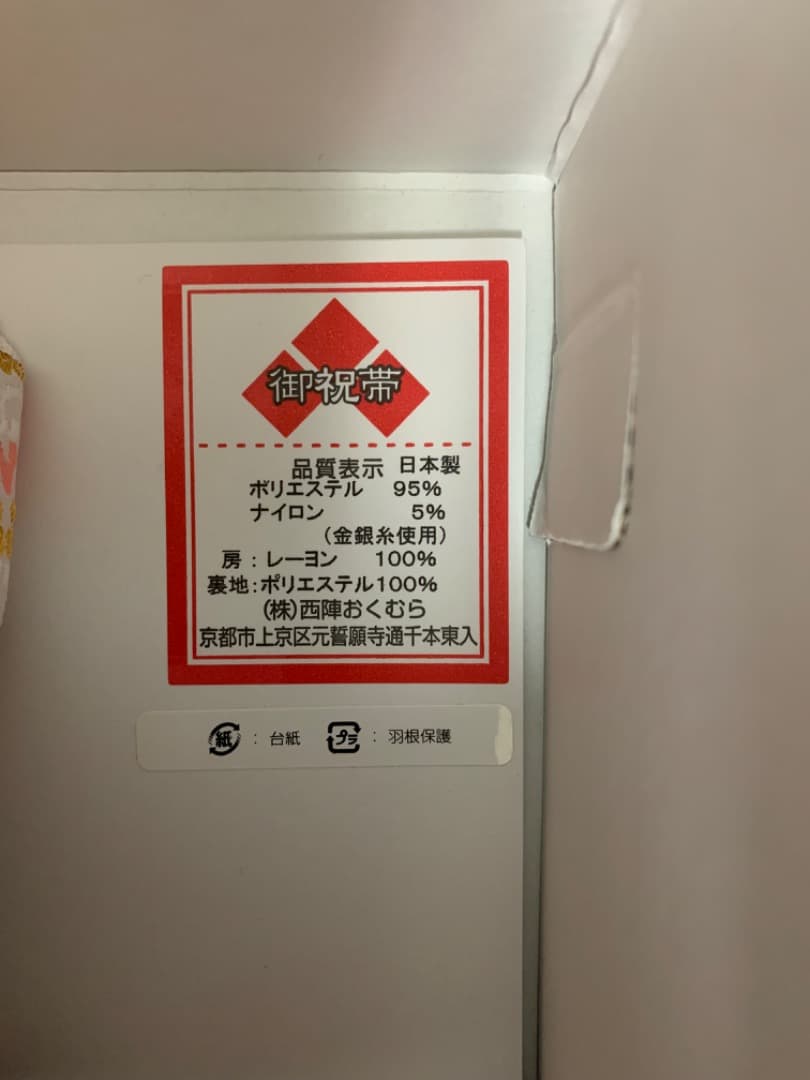 御祝帯
品質表示 日本製
ポリエステル 95%
ナイロン 5%
(金銀糸使用)
房:レーヨン 100%
裏地:ポリエステル100%
(株)西陣おくむら
京都市上京区元誓願寺通千本東入
紙 : 台紙 プラ : 羽根保護